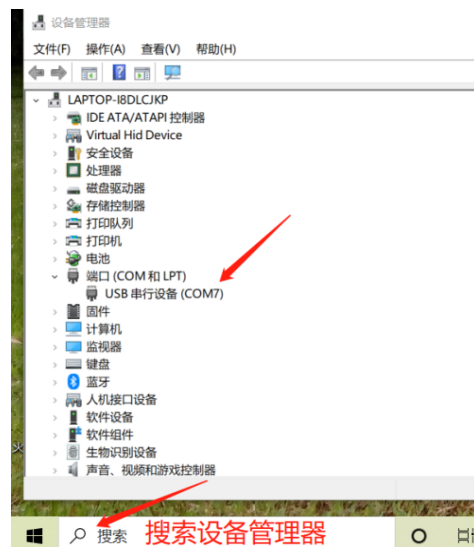 设备管理器
文件(F) 操作(A) 查看(V) 帮助(H)
LAPTOP-I8DLCJKP
IDE ATA/ATAPI 控制器
Virtual Hid Device
安全设备
处理器
磁盘驱动器
存储控制器
打印队列
打印机
电池
端口 (COM 和 LPT)
USB 串行设备 (COM7)
固件
计算机
监视器
键盘
蓝牙
人机接口设备
软件设备
软件组件
生物识别设备
声音、视频和游戏控制器
搜索 搜索设备管理器